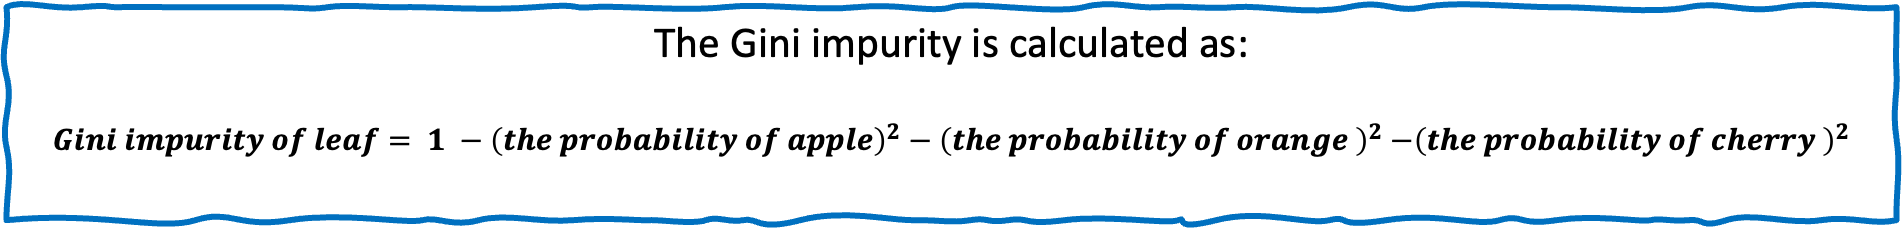 The Gini impurity is calculated as:
Gini impurity of leaf = 1 − (the probability of apple)² − (the probability of orange )² −(the probability of cherry )²